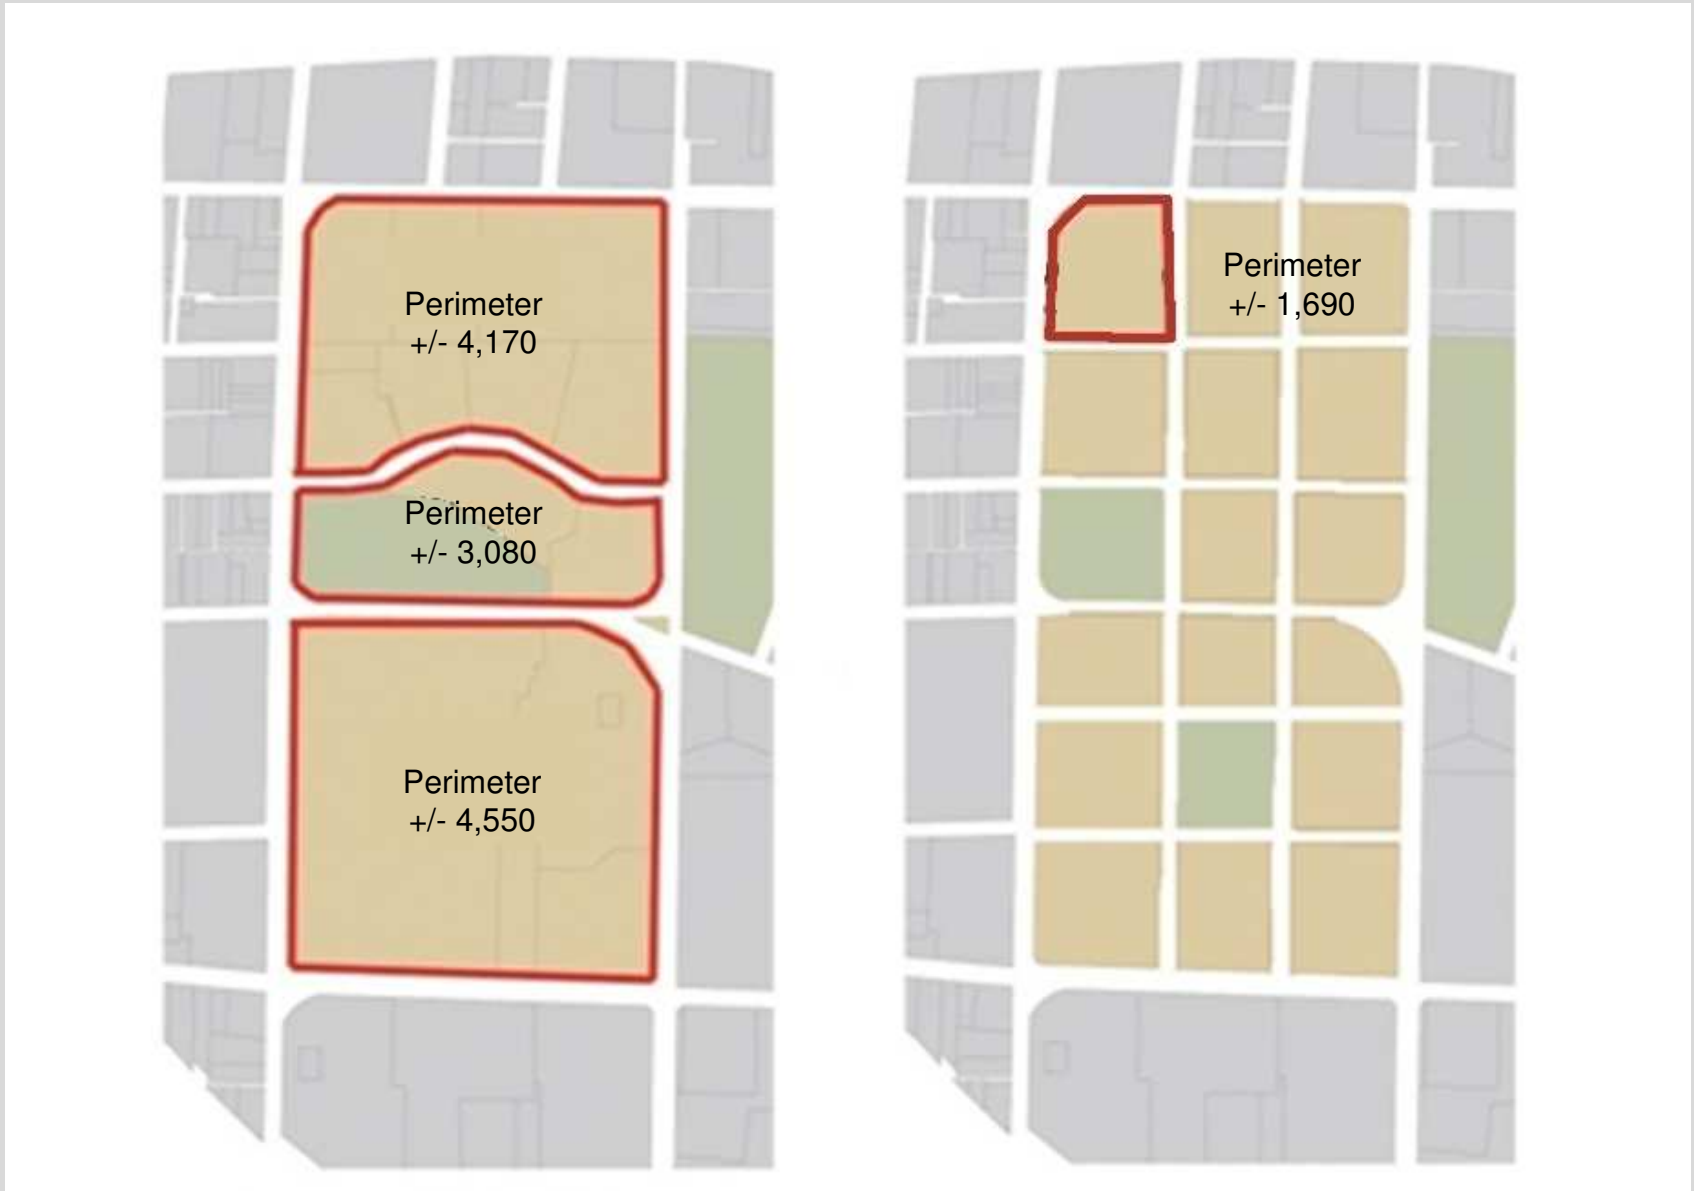 Perimeter
+/- 4,170
Perimeter
+/- 3,080
Perimeter
+/- 4,550
Perimeter
+/- 1,690